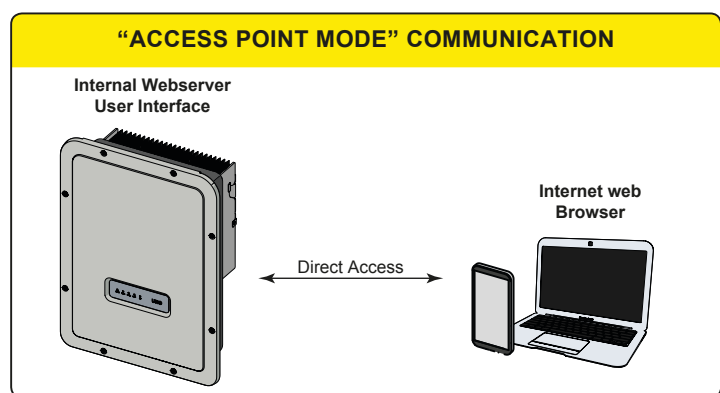 “ACCESS POINT MODE” COMMUNICATION
Internal Webserver
User Interface
Internet web
Browser
Direct Access